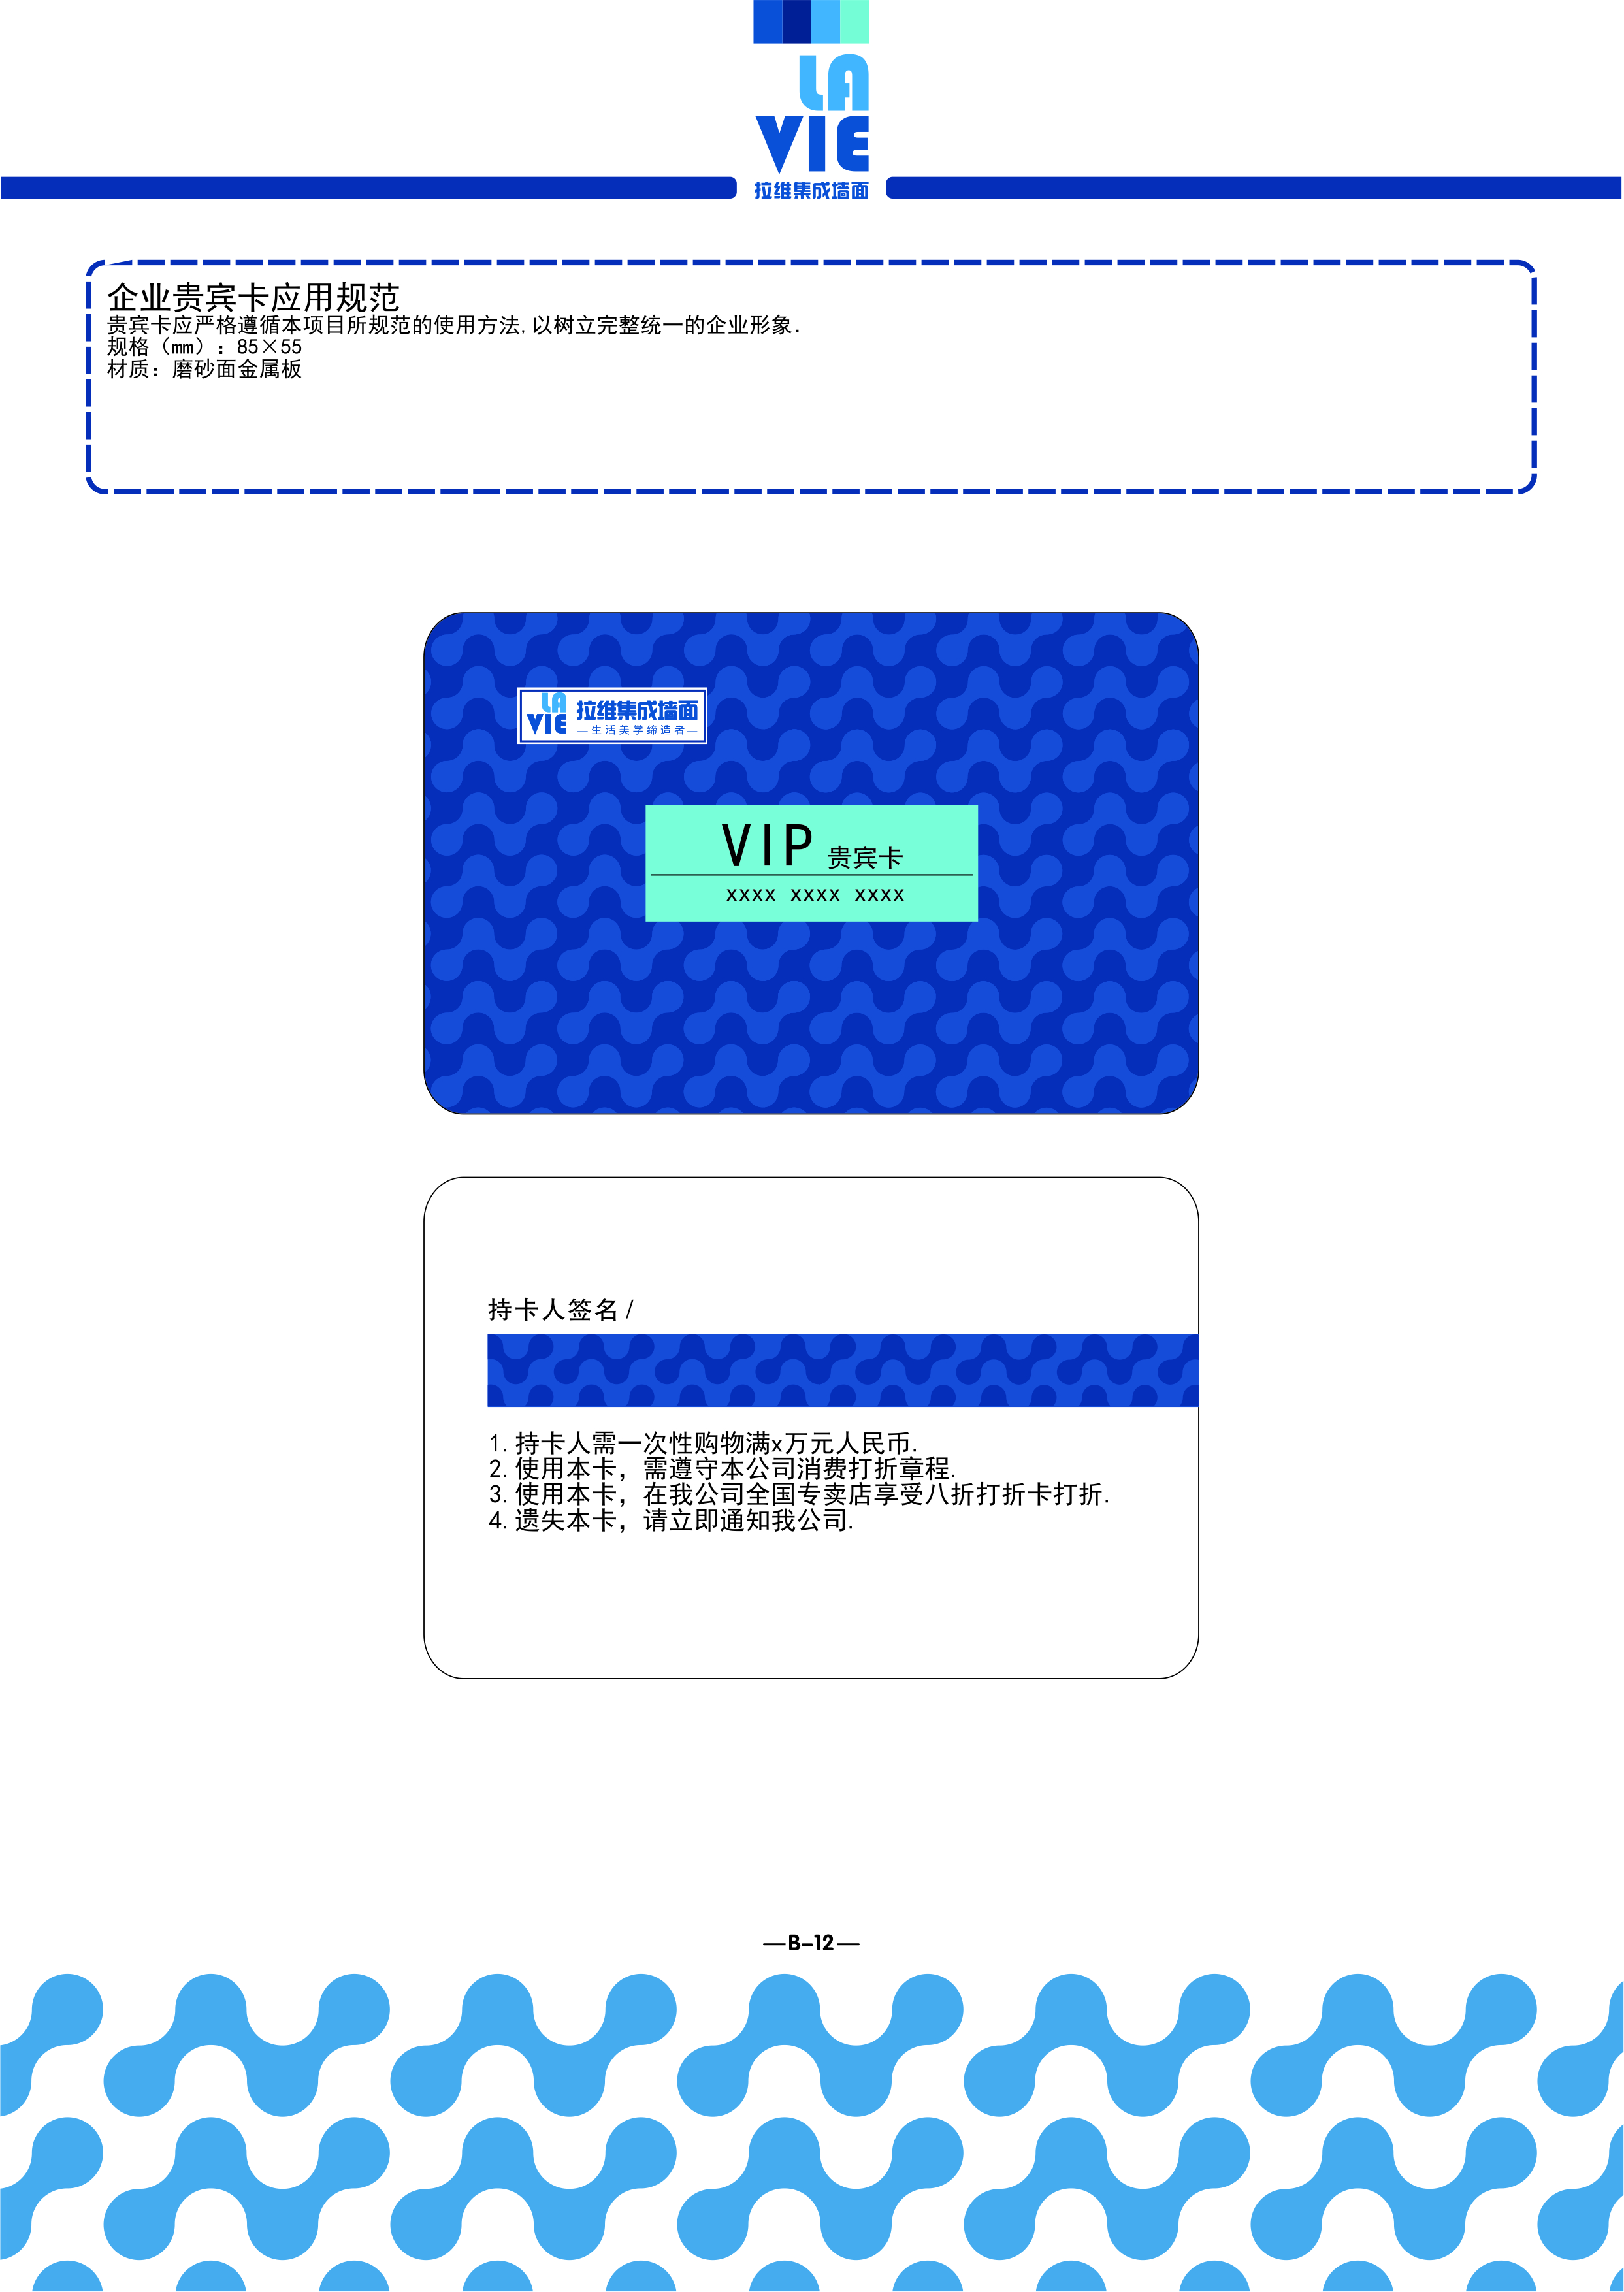 LA
VIE
拉维集成墙面
企业贵宾卡应用规范
贵宾卡应严格遵循本项目所规范的使用方法,以树立完整统一的企业形象.
规格（mm）：85×55
材质：磨砂面金属板
LA
VIE
拉维集成墙面
—生活美学缔造者—
VIP 贵宾卡
xxxx xxxx xxxx
持卡人签名/
1.持卡人需一次性购物满x万元人民币.
2.使用本卡，需遵守本公司消费打折章程.
3.使用本卡，在我公司全国专卖店享受八折打折卡打折.
4.遗失本卡，请立即通知我公司.
—B-12—